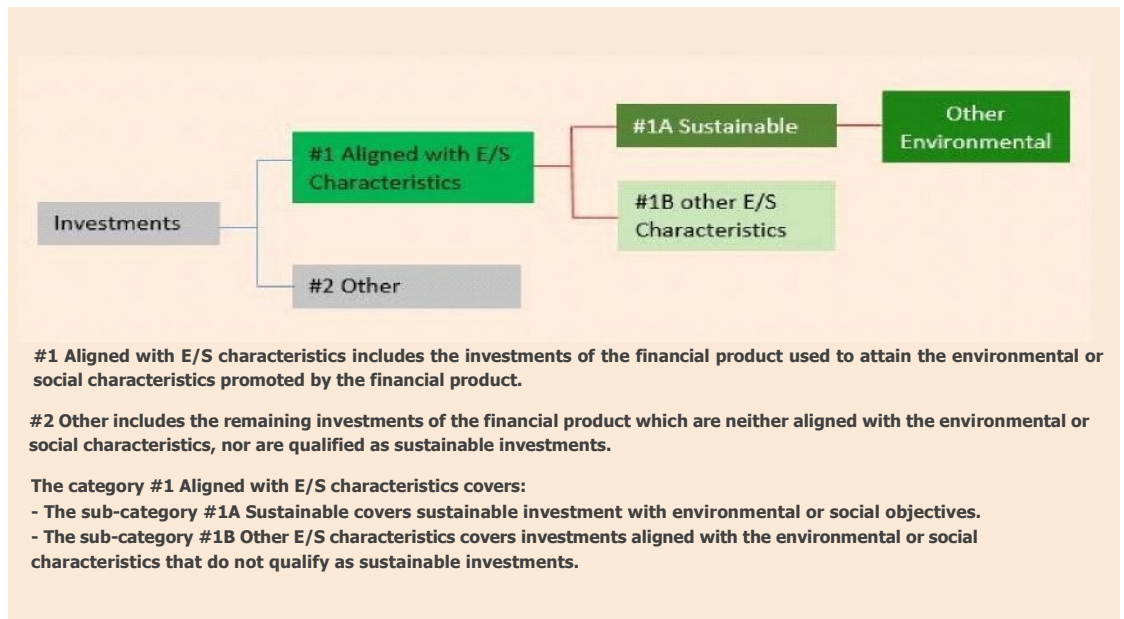 Other
Environmental
#1A Sustainable
#1 Aligned with E/S
Characteristics
#1B other E/S
Characteristics
Investments
#2 Other
#1 Aligned with E/S characteristics includes the investments of the financial product used to attain the environmental or
social characteristics promoted by the financial product.
#2 Other includes the remaining investments of the financial product which are neither aligned with the environmental or
social characteristics, nor are qualified as sustainable investments.
The category #1 Aligned with E/S characteristics covers:
- The sub-category #1A Sustainable covers sustainable investment with environmental or social objectives.
- The sub-category #1B Other E/S characteristics covers investments aligned with the environmental or social
characteristics that do not qualify as sustainable investments.